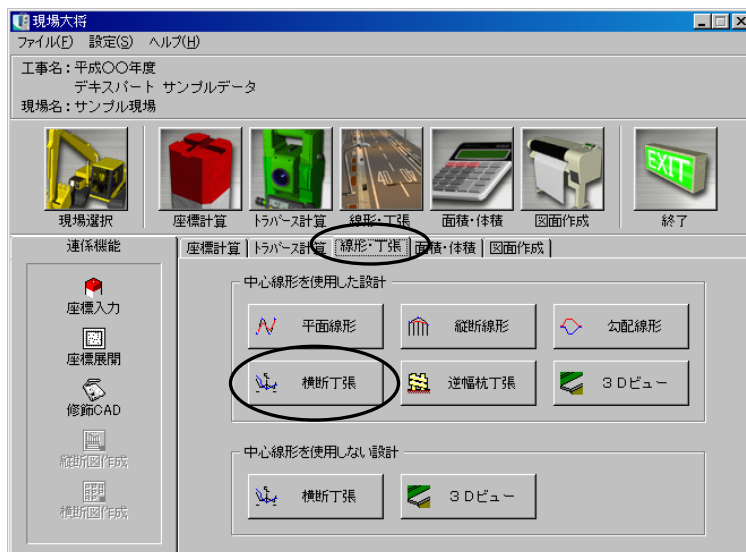 現場大将
ファイル(F) 設定(S) ヘルプ(H)
工事名：平成〇〇年度
デキスパート サンプルデータ
現場名：サンプル現場
現場選択 座標計算 トラバース計算 線形・丁張 面積・体積 図面作成 EXIT 終了
連係機能
座標計算 トラバース計算 線形・丁張 面積・体積 図面作成
座標入力
座標展開
修飾CAD
縦断図作成
横断図作成
中心線形を使用した設計
平面線形 縦断線形 勾配線形
横断丁張 逆幅杭丁張 3Dビュー
中心線形を使用しない設計
横断丁張 3Dビュー